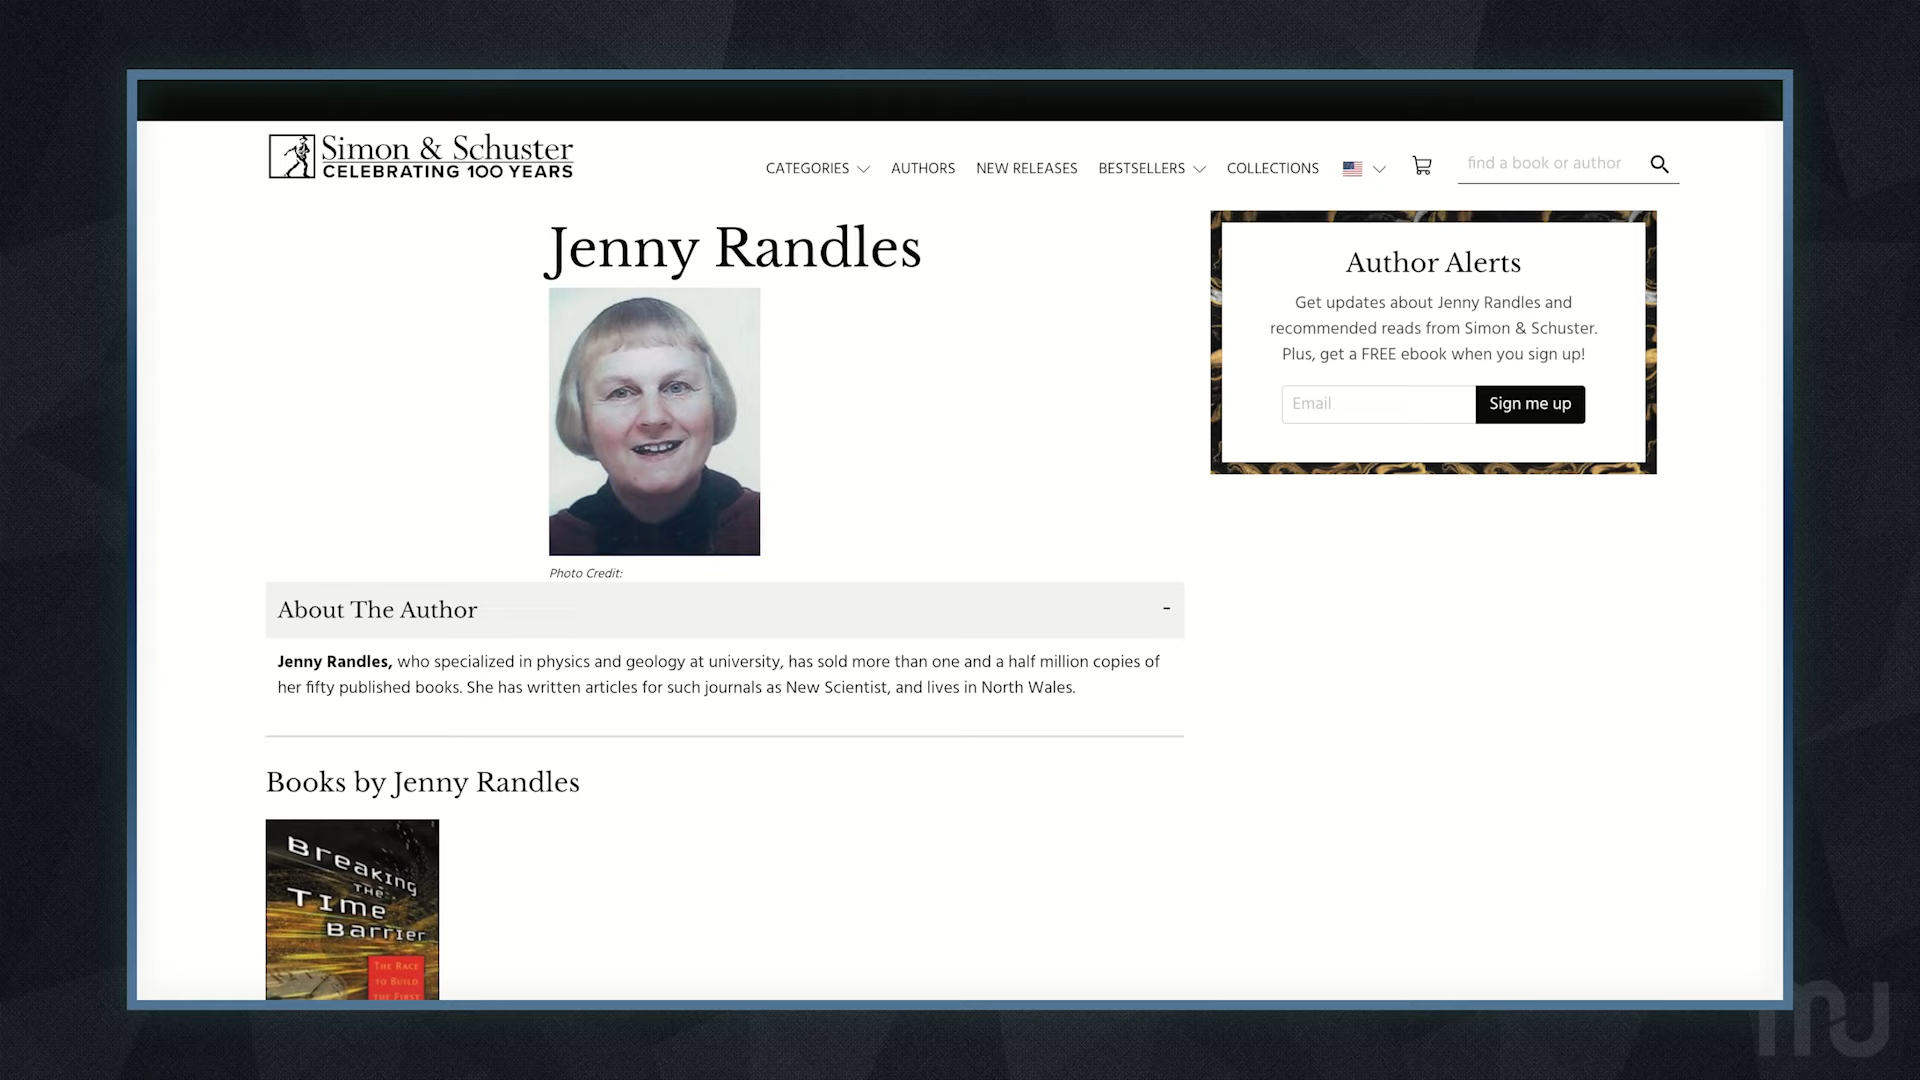 Simon & Schuster
CELEBRATING 100 YEARS
CATEGORIES AUTHORS NEW RELEASES BESTSELLERS COLLECTIONS find a book or author
Jenny Randles
Photo Credit:
About The Author -
Jenny Randles, who specialized in physics and geology at university, has sold more than one and a half million copies of
her fifty published books. She has written articles for such journals as New Scientist, and lives in North Wales.
Books by Jenny Randles
Breaking
THE
Time
Barrier
THE RACE
TO BUILD
THE FIRST
Author Alerts
Get updates about Jenny Randles and
recommended reads from Simon & Schuster.
Plus, get a FREE ebook when you sign up!
Email Sign me up